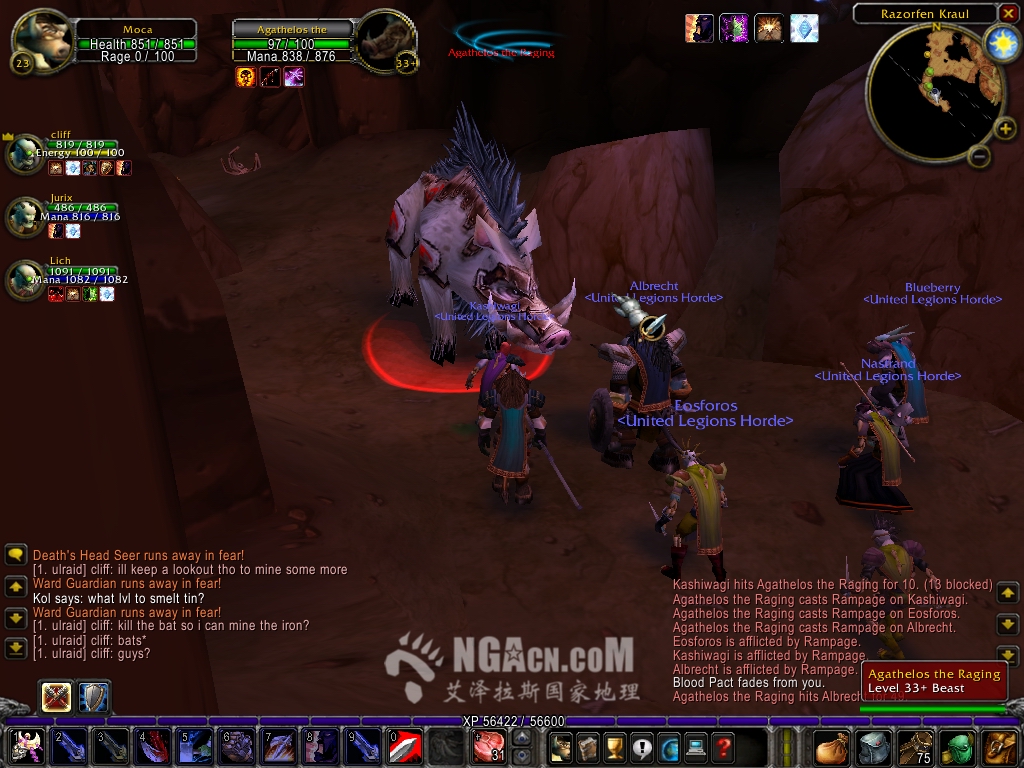 Moca
Health 851 / 851
Rage 0 / 100
23
Agathelos the
97 / 100
Mana 838 / 876
33+
Agathelos the Raging
Razorfen Kraul
N
cliff
819 / 819
Energy 100 / 100
Jurix
486 / 486
Mana 816 / 816
Lich
1091 / 1091
Mana 1082 / 1082
Kashiwagi
<United Legions Horde>
Albrecht
<United Legions Horde>
Blueberry
<United Legions Horde>
Nastrand
<United Legions Horde>
Eosforos
<United Legions Horde>
Death's Head Seer runs away in fear!
[1. ulraid] cliff: ill keep a lookout tho to mine some more
Ward Guardian runs away in fear!
Kol says: what lvl to smelt tin?
Ward Guardian runs away in fear!
[1. ulraid] cliff: kill the bat so i can mine the iron?
[1. ulraid] cliff: bats*
[1. ulraid] cliff: guys?
Kashiwagi hits Agathelos the Raging for 10. (13 blocked)
Agathelos the Raging casts Rampage on Kashiwagi.
Agathelos the Raging casts Rampage on Eosforos.
Agathelos the Raging casts Rampage on Albrecht.
Eosforos is afflicted by Rampage.
Kashiwagi is afflicted by Rampage.
Albrecht is afflicted by Rampage.
Blood Pact fades from you.
Agathelos the Raging hits Albrecht for
Agathelos the Raging
Level 33+ Beast
NGACN.COM
艾泽拉斯国家地理
XP 56422 / 56600
2 3 4 5 6 7 8 9 0 31 75